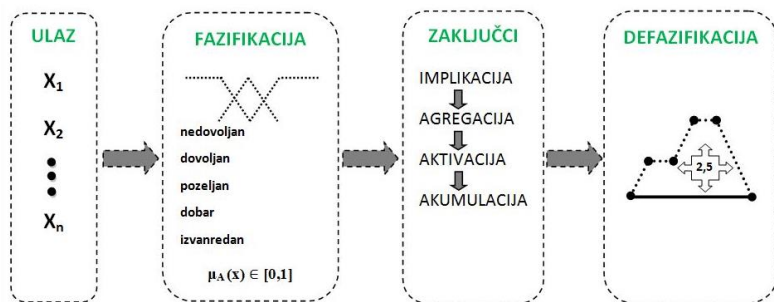 ULAZ
X1
X2
Xn
FAZIFIKACIJA
nedovoljan
dovoljan
pozeljan
dobar
izvanredan
μA(x) ∈ [0,1]
ZAKLJUČCI
IMPLIKACIJA
AGREGACIJA
AKTIVACIJA
AKUMULACIJA
DEFAZIFIKACIJA
2,5